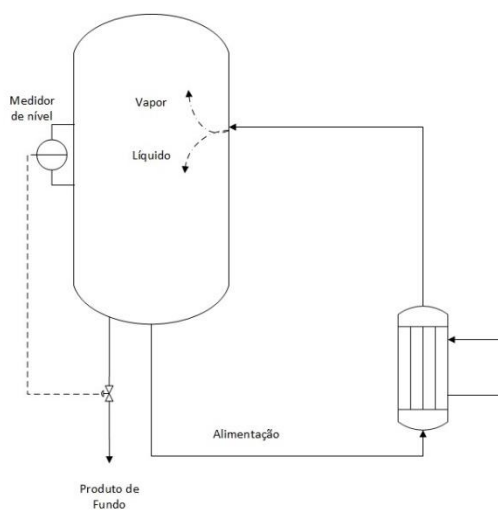 Medidor
de nível
Vapor
Líquido
Alimentação
Produto de
Fundo